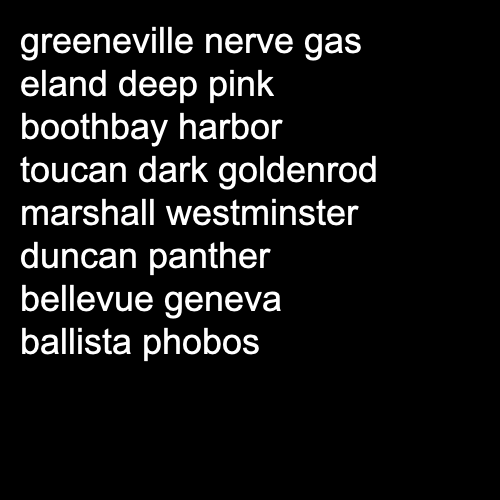 greeneville nerve gas
eland deep pink
boothbay harbor
toucan dark goldenrod
marshall westminster
duncan panther
bellevue geneva
ballista phobos